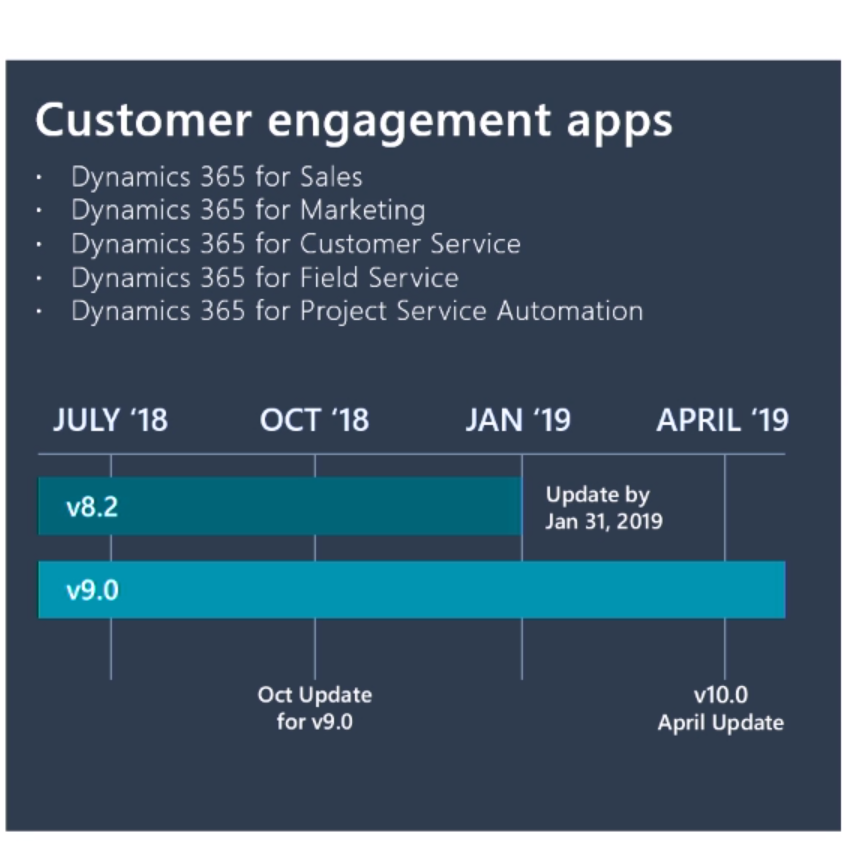 Customer engagement apps
· Dynamics 365 for Sales
· Dynamics 365 for Marketing
· Dynamics 365 for Customer Service
· Dynamics 365 for Field Service
· Dynamics 365 for Project Service Automation
JULY ‘18 OCT ‘18 JAN ‘19 APRIL ‘19
v8.2
Update by
Jan 31, 2019
v9.0
Oct Update
for v9.0
v10.0
April Update